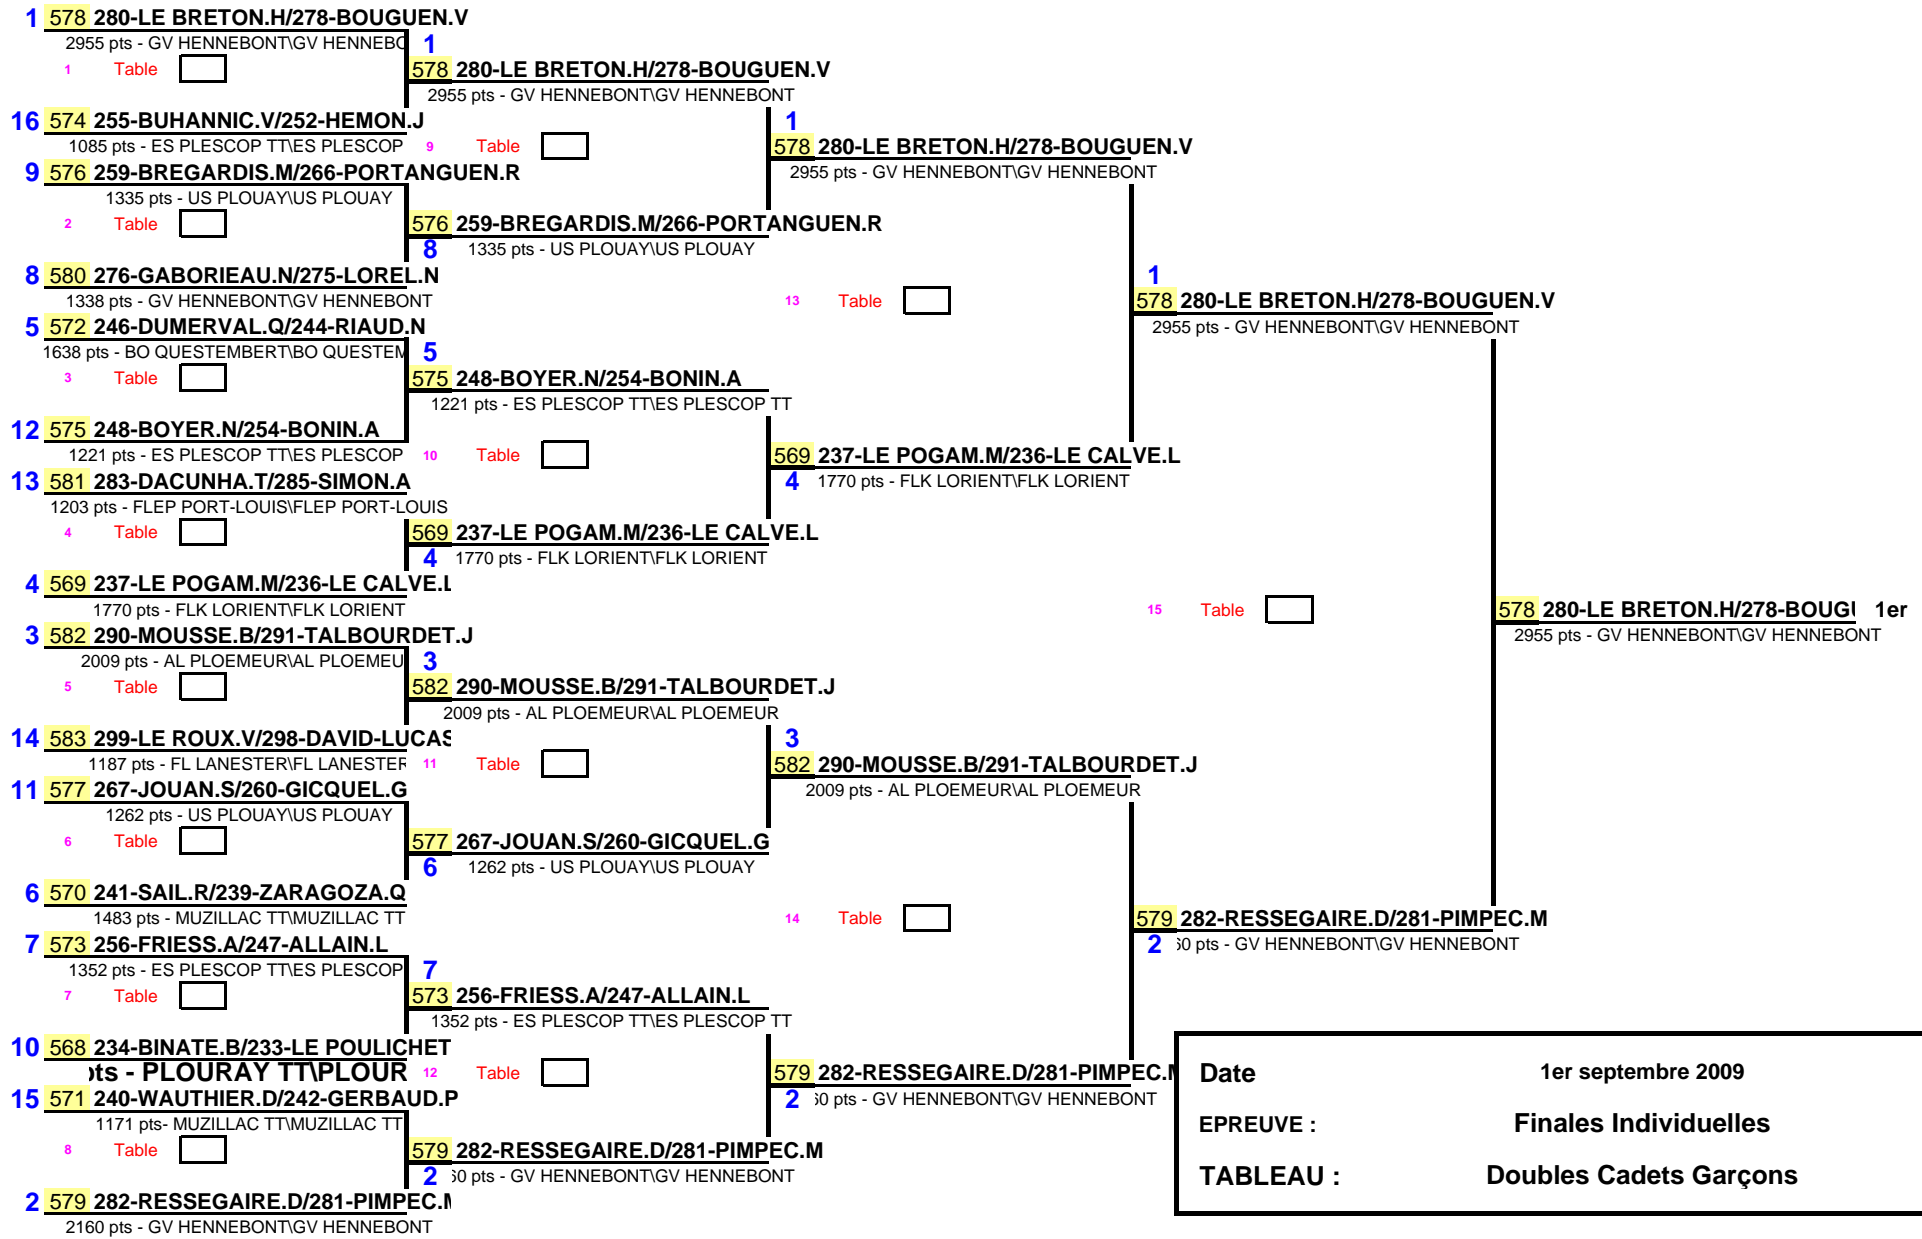 1 578 280-LE BRETON.H/278-BOUGUEN.V
2955 pts - GV HENNEBONT\GV HENNEBO
1 Table
16 574 255-BUHANNIC.V/252-HEMON.J
1085 pts - ES PLESCOP TT\ES PLESCOP
9 576 259-BREGARDIS.M/266-PORTANGUEN.R
1335 pts - US PLOUAY\US PLOUAY
2 Table
8 580 276-GABORIEAU.N/275-LOREL.N
1338 pts - GV HENNEBONT\GV HENNEBONT
5 572 246-DUMERVAL.Q/244-RIAUD.N
1638 pts - BO QUESTEMBERT\BO QUESTEM
3 Table
12 575 248-BOYER.N/254-BONIN.A
1221 pts - ES PLESCOP TT\ES PLESCOP
13 581 283-DACUNHA.T/285-SIMON.A
1203 pts - FLEP PORT-LOUIS\FLEP PORT-LOUIS
4 Table
4 569 237-LE POGAM.M/236-LE CALVE.L
1770 pts - FLK LORIENT\FLK LORIENT
3 582 290-MOUSSE.B/291-TALBOURDET.J
2009 pts - AL PLOEMEUR\AL PLOEMEU
5 Table
14 583 299-LE ROUX.V/298-DAVID-LUCAS
1187 pts - FL LANESTER\FL LANESTER
11 577 267-JOUAN.S/260-GICQUEL.G
1262 pts - US PLOUAY\US PLOUAY
6 Table
6 570 241-SAIL.R/239-ZARAGOZA.Q
1483 pts - MUZILLAC TT\MUZILLAC TT
7 573 256-FRIESS.A/247-ALLAIN.L
1352 pts - ES PLESCOP TT\ES PLESCOP
7 Table
10 568 234-BINATE.B/233-LE POULICHET
pts - PLOURAY TT\PLOUR
15 571 240-WAUTHIER.D/242-GERBAUD.P
1171 pts- MUZILLAC TT\MUZILLAC TT
8 Table
2 579 282-RESSEGAIRE.D/281-PIMPEC.M
2160 pts - GV HENNEBONT\GV HENNEBONT
1
578 280-LE BRETON.H/278-BOUGUEN.V
2955 pts - GV HENNEBONT\GV HENNEBONT
9 Table
576 259-BREGARDIS.M/266-PORTANGUEN.R
8 1335 pts - US PLOUAY\US PLOUAY
5
575 248-BOYER.N/254-BONIN.A
1221 pts - ES PLESCOP TT\ES PLESCOP TT
10 Table
569 237-LE POGAM.M/236-LE CALVE.L
4 1770 pts - FLK LORIENT\FLK LORIENT
3
582 290-MOUSSE.B/291-TALBOURDET.J
2009 pts - AL PLOEMEUR\AL PLOEMEUR
11 Table
577 267-JOUAN.S/260-GICQUEL.G
6 1262 pts - US PLOUAY\US PLOUAY
7
573 256-FRIESS.A/247-ALLAIN.L
1352 pts - ES PLESCOP TT\ES PLESCOP TT
12 Table
579 282-RESSEGAIRE.D/281-PIMPEC.M
2 60 pts - GV HENNEBONT\GV HENNEBONT
1
578 280-LE BRETON.H/278-BOUGUEN.V
2955 pts - GV HENNEBONT\GV HENNEBONT
13 Table
569 237-LE POGAM.M/236-LE CALVE.L
4 1770 pts - FLK LORIENT\FLK LORIENT
3
582 290-MOUSSE.B/291-TALBOURDET.J
2009 pts - AL PLOEMEUR\AL PLOEMEUR
14 Table
579 282-RESSEGAIRE.D/281-PIMPEC.M
2 60 pts - GV HENNEBONT\GV HENNEBONT
1
578 280-LE BRETON.H/278-BOUGUEN.V
2955 pts - GV HENNEBONT\GV HENNEBONT
15 Table
579 282-RESSEGAIRE.D/281-PIMPEC.M
2 60 pts - GV HENNEBONT\GV HENNEBONT
578 280-LE BRETON.H/278-BOUGU 1er
2955 pts - GV HENNEBONT\GV HENNEBONT
Date 1er septembre 2009
EPREUVE : Finales Individuelles
TABLEAU : Doubles Cadets Garçons